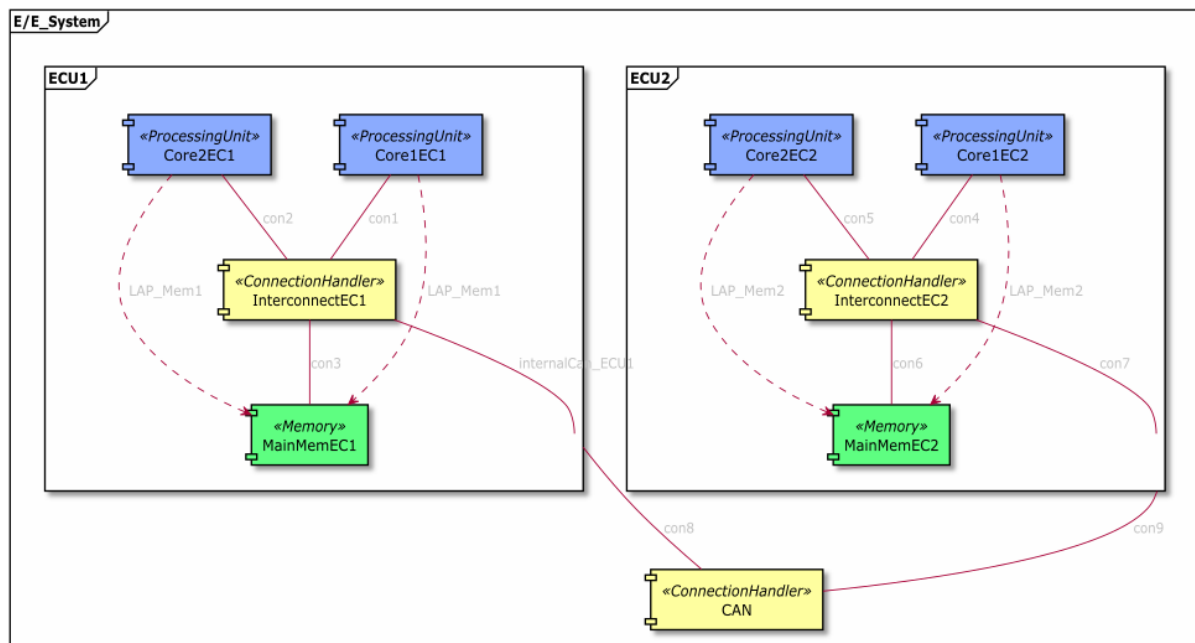 E/E_System
ECU1
ECU2
«ProcessingUnit»
Core2EC1
«ProcessingUnit»
Core1EC1
«ProcessingUnit»
Core2EC2
«ProcessingUnit»
Core1EC2
con2
con1
con5
con4
LAP_Mem1
«ConnectionHandler»
InterconnectEC1
LAP_Mem1
LAP_Mem2
«ConnectionHandler»
InterconnectEC2
LAP_Mem2
con3
internalCan_ECU1
con6
con7
«Memory»
MainMemEC1
«Memory»
MainMemEC2
con8
con9
«ConnectionHandler»
CAN